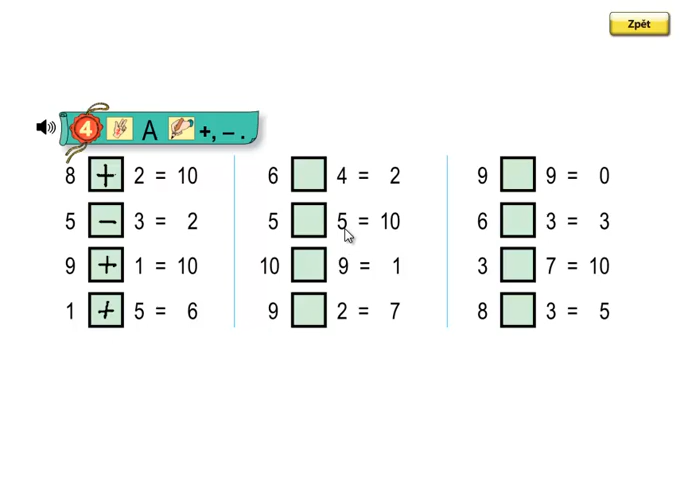 Zpět
4 A +, − .
8 + 2 = 10
5 − 3 = 2
9 + 1 = 10
1 + 5 = 6
6 4 = 2
5 5 = 10
10 9 = 1
9 2 = 7
9 9 = 0
6 3 = 3
3 7 = 10
8 3 = 5